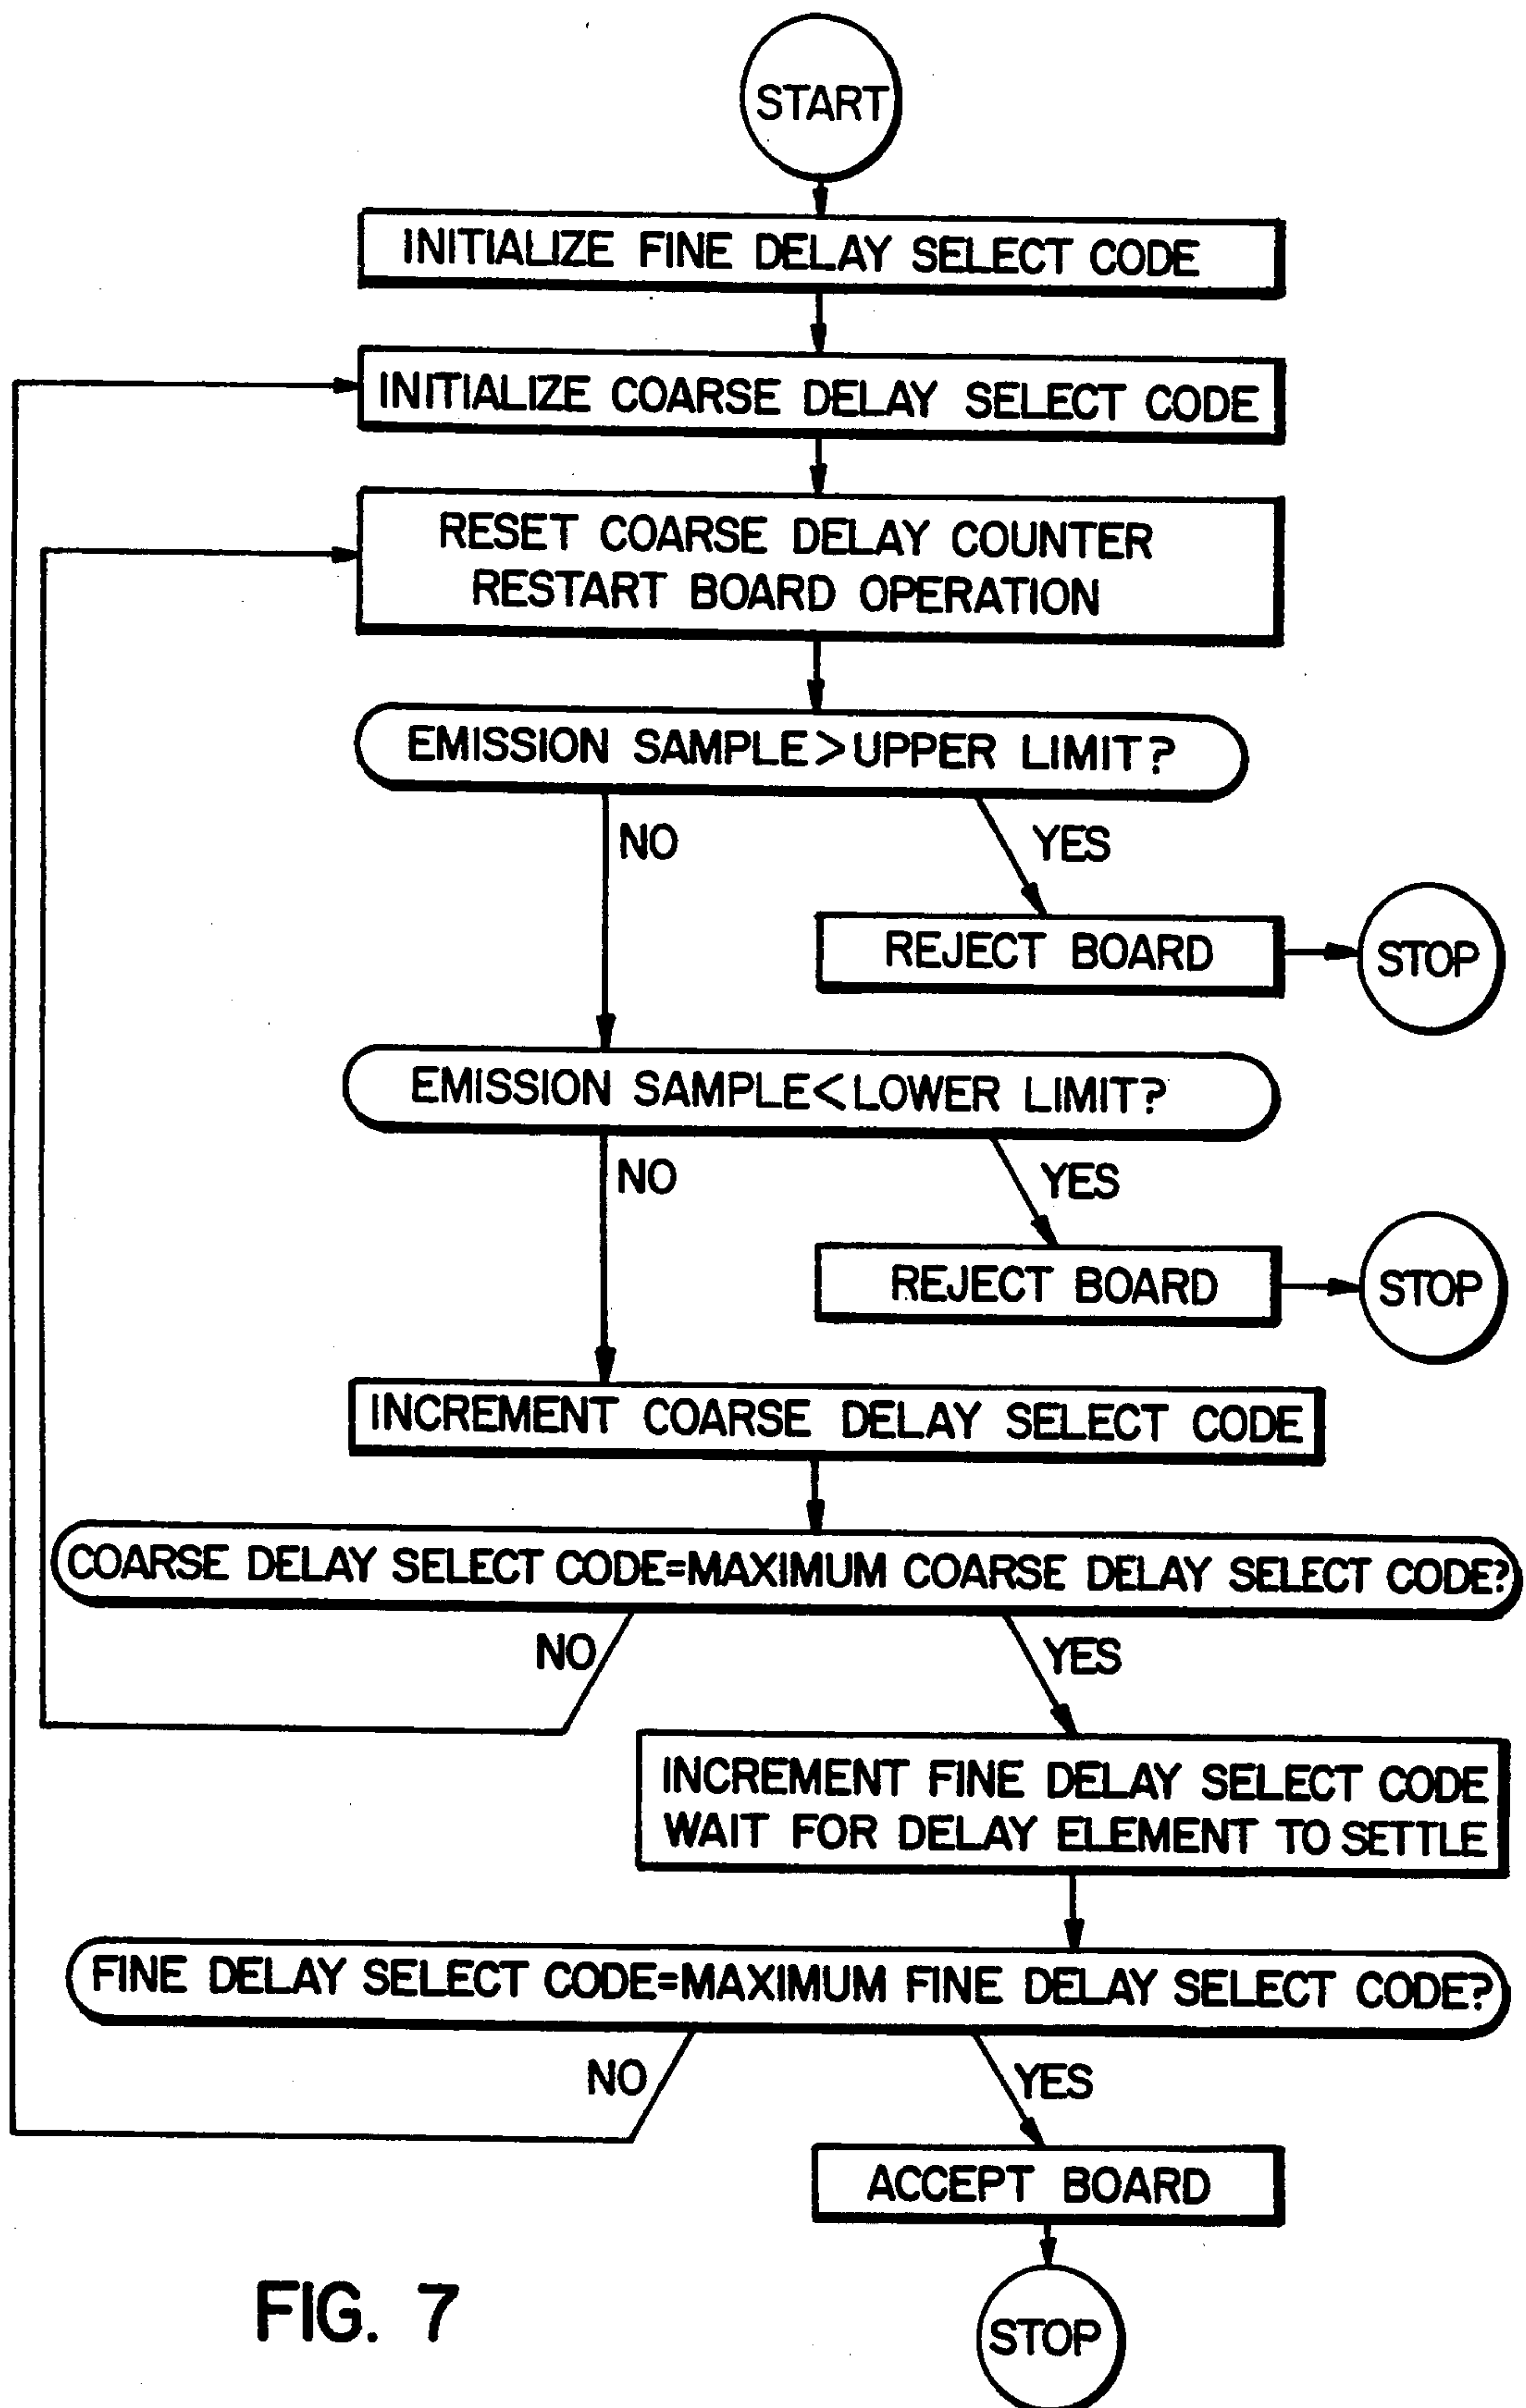 START
INITIALIZE FINE DELAY SELECT CODE
INITIALIZE COARSE DELAY SELECT CODE
RESET COARSE DELAY COUNTER
RESTART BOARD OPERATION
EMISSION SAMPLE>UPPER LIMIT?
NO
YES
REJECT BOARD
STOP
EMISSION SAMPLE<LOWER LIMIT?
NO
YES
REJECT BOARD
STOP
INCREMENT COARSE DELAY SELECT CODE
COARSE DELAY SELECT CODE=MAXIMUM COARSE DELAY SELECT CODE?
NO
YES
INCREMENT FINE DELAY SELECT CODE
WAIT FOR DELAY ELEMENT TO SETTLE
FINE DELAY SELECT CODE=MAXIMUM FINE DELAY SELECT CODE?
NO
YES
ACCEPT BOARD
STOP
FIG. 7